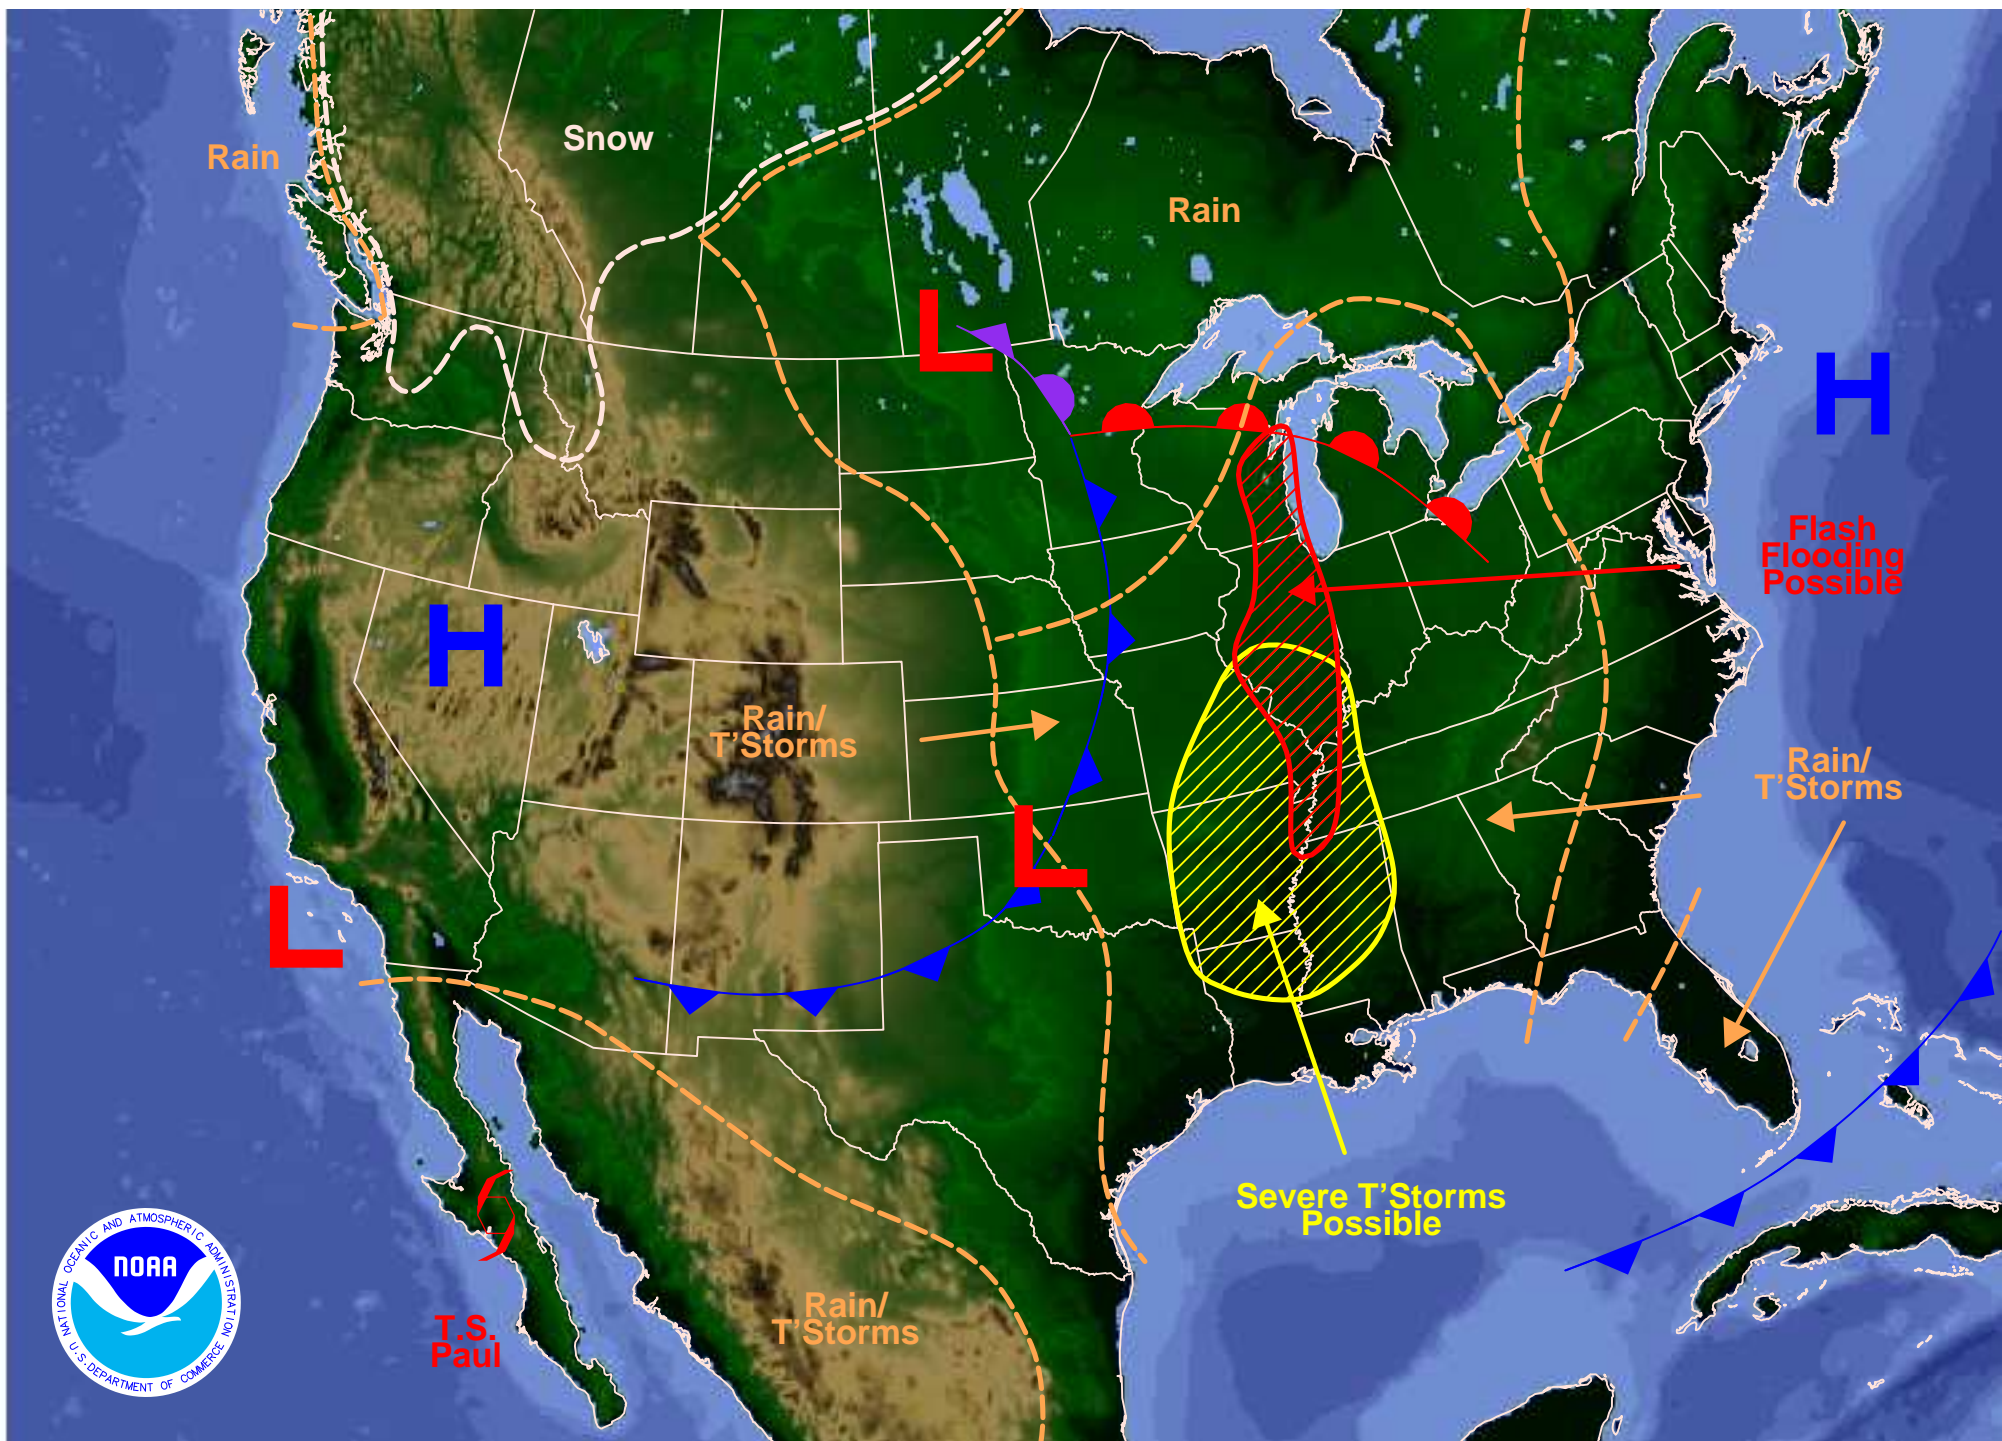 Snow
Rain
Rain
L
H
H
Flash
Flooding
Possible
Rain/
T'Storms
Rain/
T'Storms
L
L
Severe T'Storms
Possible
T.S.
Paul
Rain/
T'Storms
NATIONAL OCEANIC AND ATMOSPHERIC ADMINISTRATION
NOAA
U.S. DEPARTMENT OF COMMERCE